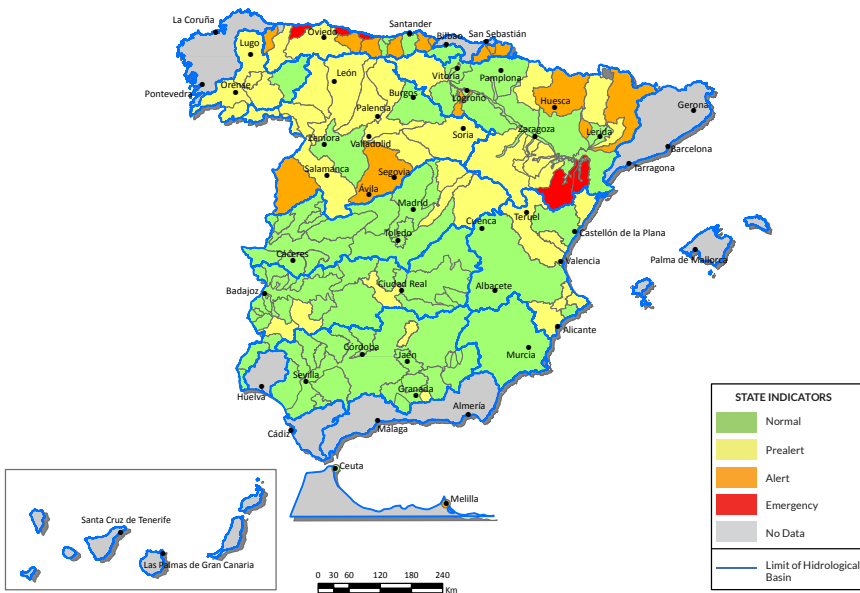 La Coruña
Lugo
Oviedo
Santander
Bilbao
San Sebastián
Pontevedra
Orense
León
Burgos
Vitoria
Pamplona
Logroño
Huesca
Gerona
Palencia
Zamora
Valladolid
Soria
Zaragoza
Lerida
Barcelona
Tarragona
Salamanca
Segovia
Ávila
Madrid
Teruel
Cuenca
Castellón de la Plana
Toledo
Cáceres
Valencia
Palma de Mallorca
Badajoz
Ciudad Real
Albacete
Alicante
Córdoba
Jaén
Murcia
Sevilla
Huelva
Granada
Almería
Cádiz
Málaga
Ceuta
Melilla
Santa Cruz de Tenerife
Las Palmas de Gran Canaria
0 30 60 120 180 240
Km
STATE INDICATORS
Normal
Prealert
Alert
Emergency
No Data
Limit of Hidrological
Basin